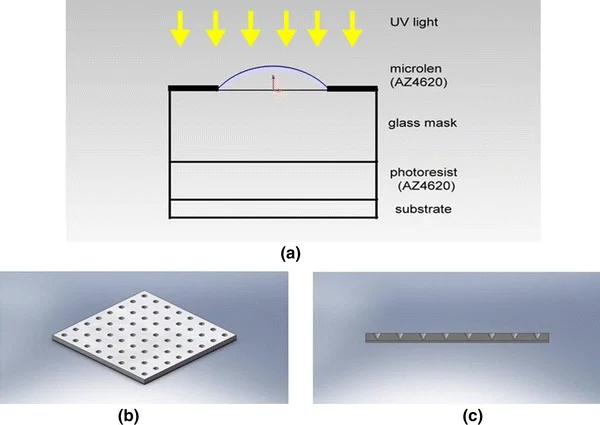 UV light
microlen
(AZ4620)
glass mask
photoresist
(AZ4620)
substrate
(a)
(b)
(c)